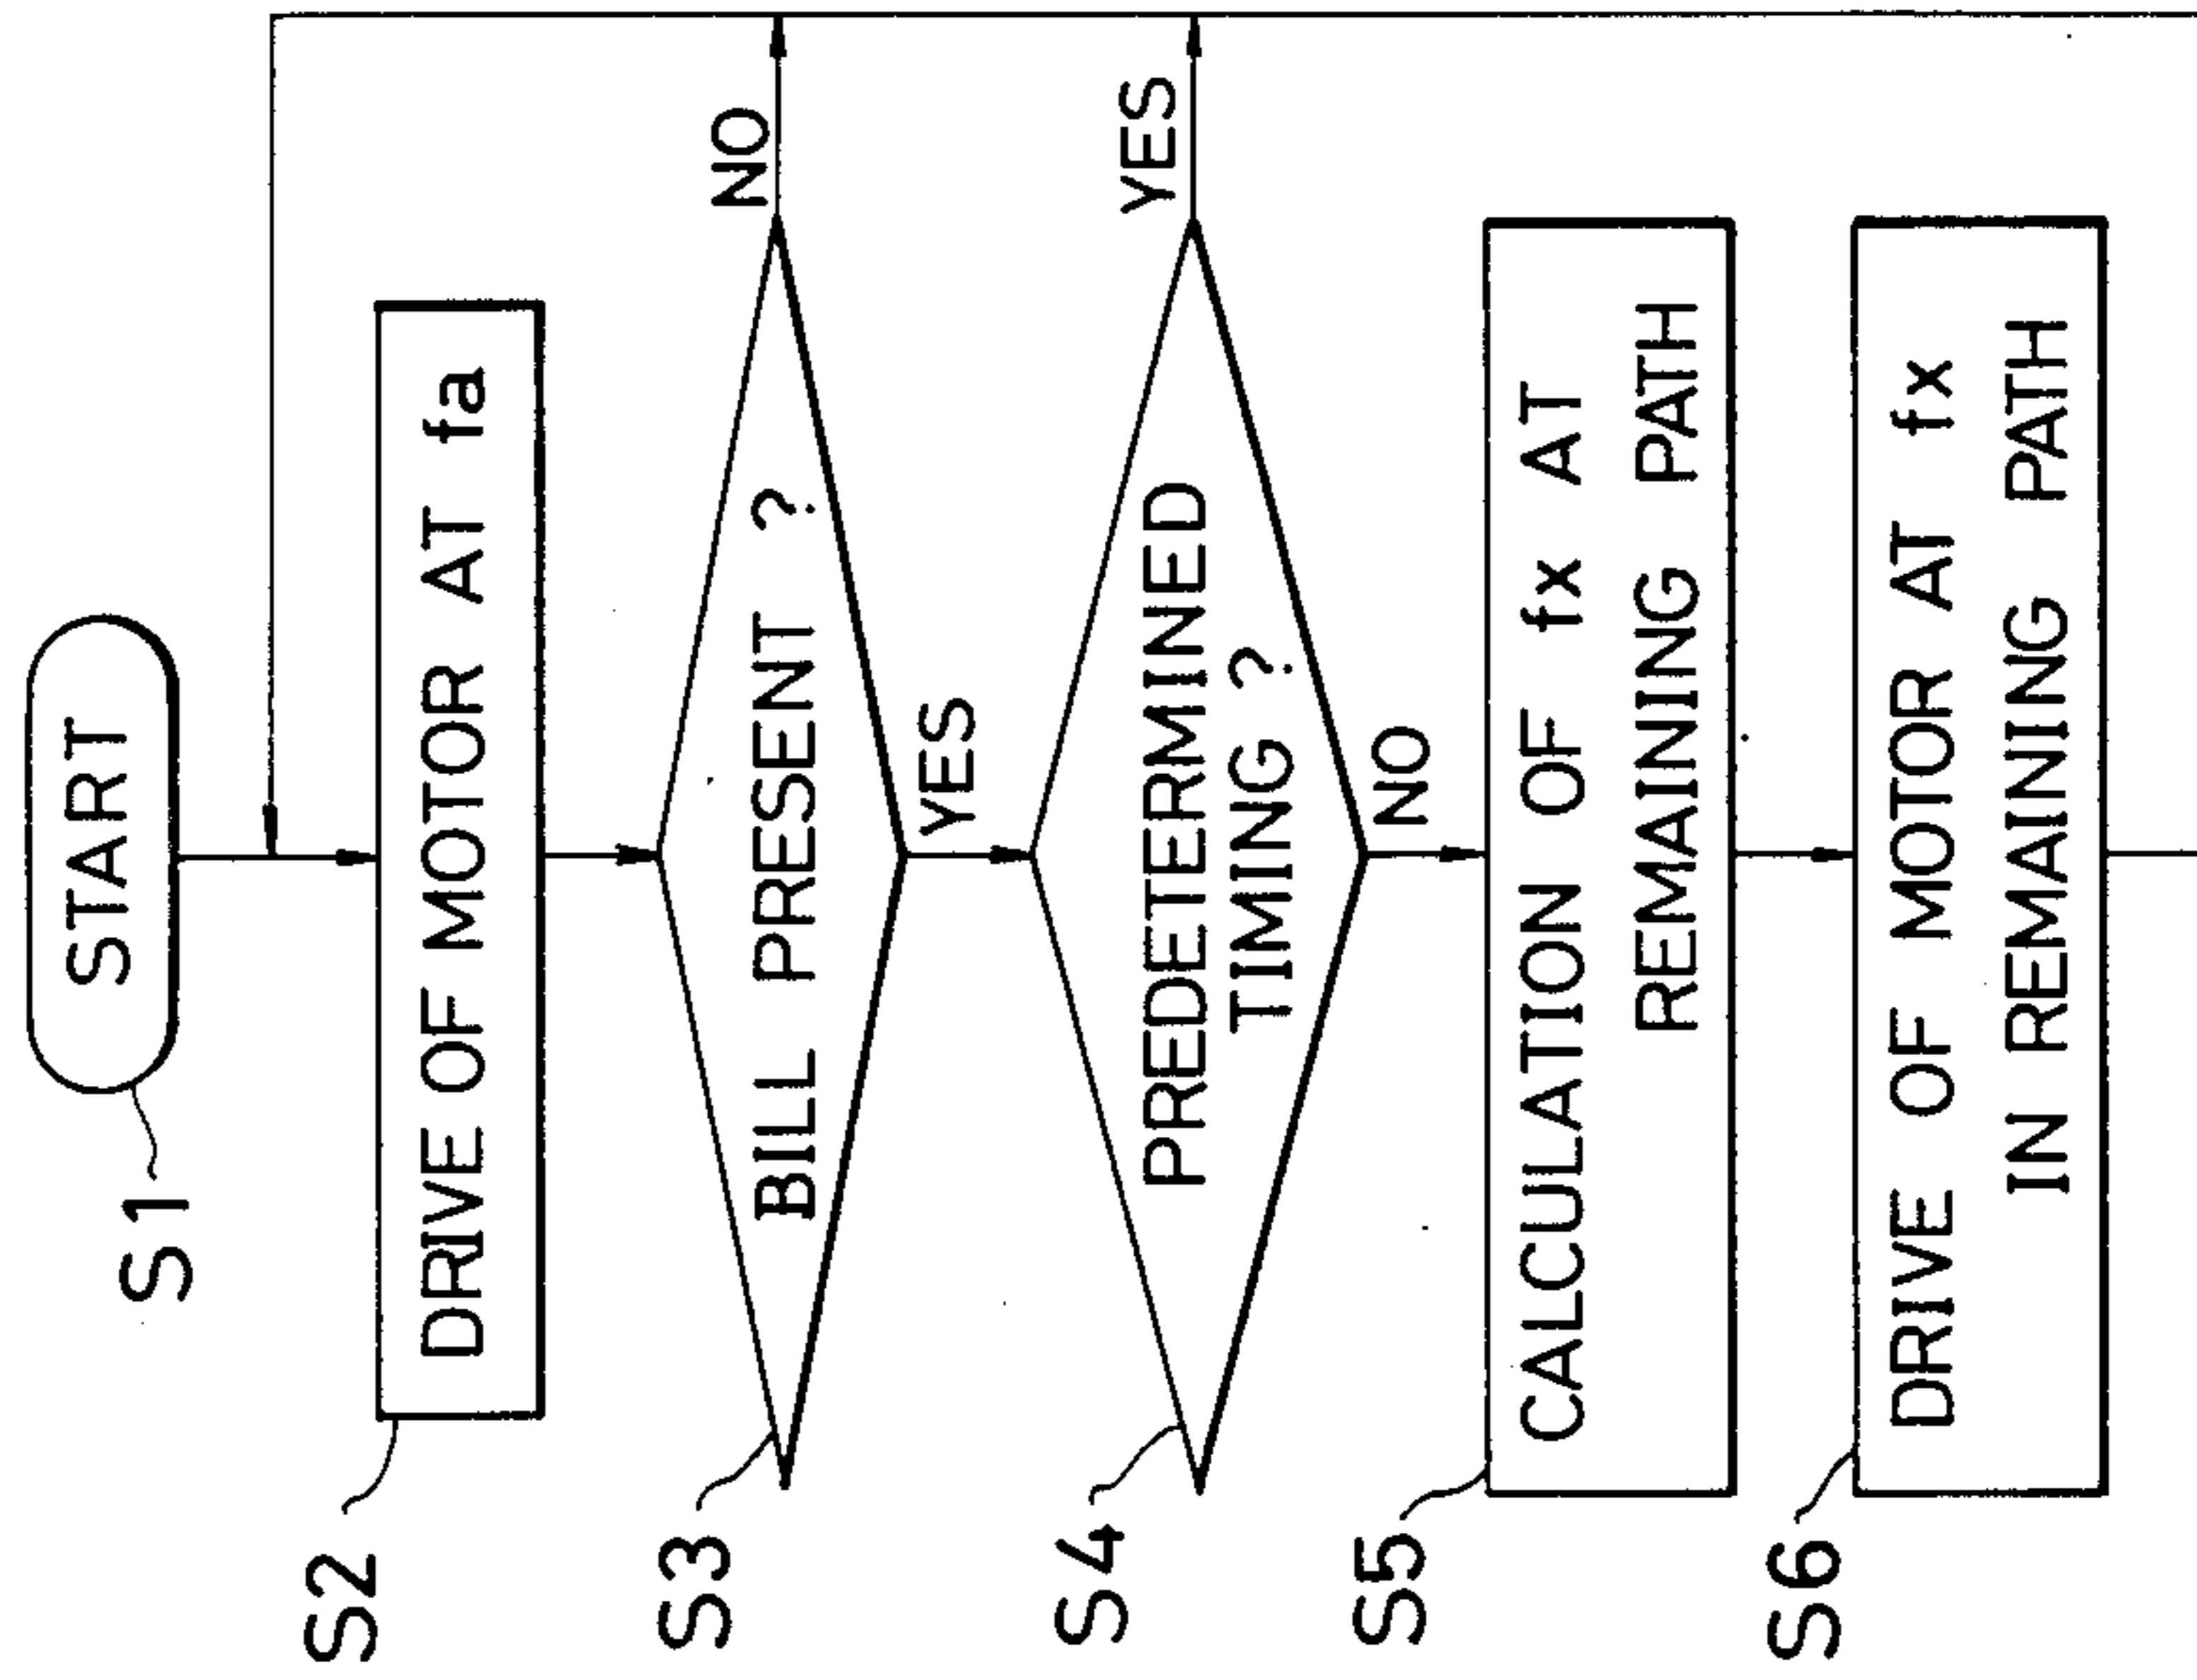 START
S1
DRIVE OF MOTOR AT fa
S2
BILL PRESENT ?
NO
S3
YES
PREDETERMINED
TIMING ?
YES
S4
NO
CALCULATION OF fx AT
REMAINING PATH
S5
DRIVE OF MOTOR AT fx
IN REMAINING PATH
S6